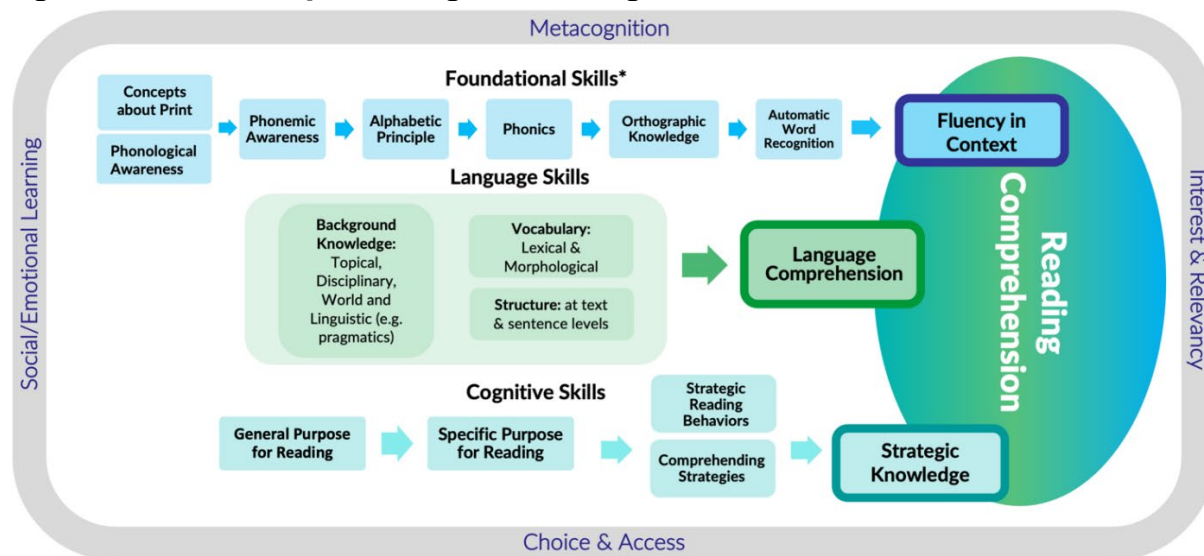 Metacognition
Foundational Skills*
Concepts
about Print
Phonological
Awareness
Phonemic
Awareness
Alphabetic
Principle
Phonics
Orthographic
Knowledge
Automatic
Word
Recognition
Fluency in
Context
Language Skills
Background
Knowledge:
Topical,
Disciplinary,
World and
Linguistic (e.g.
pragmatics)
Vocabulary:
Lexical &
Morphological
Structure: at text
& sentence levels
Language
Comprehension
Cognitive Skills
General Purpose
for Reading
Specific Purpose
for Reading
Strategic
Reading
Behaviors
Comprehending
Strategies
Strategic
Knowledge
Reading
Comprehension
Social/Emotional Learning
Interest & Relevancy
Choice & Access